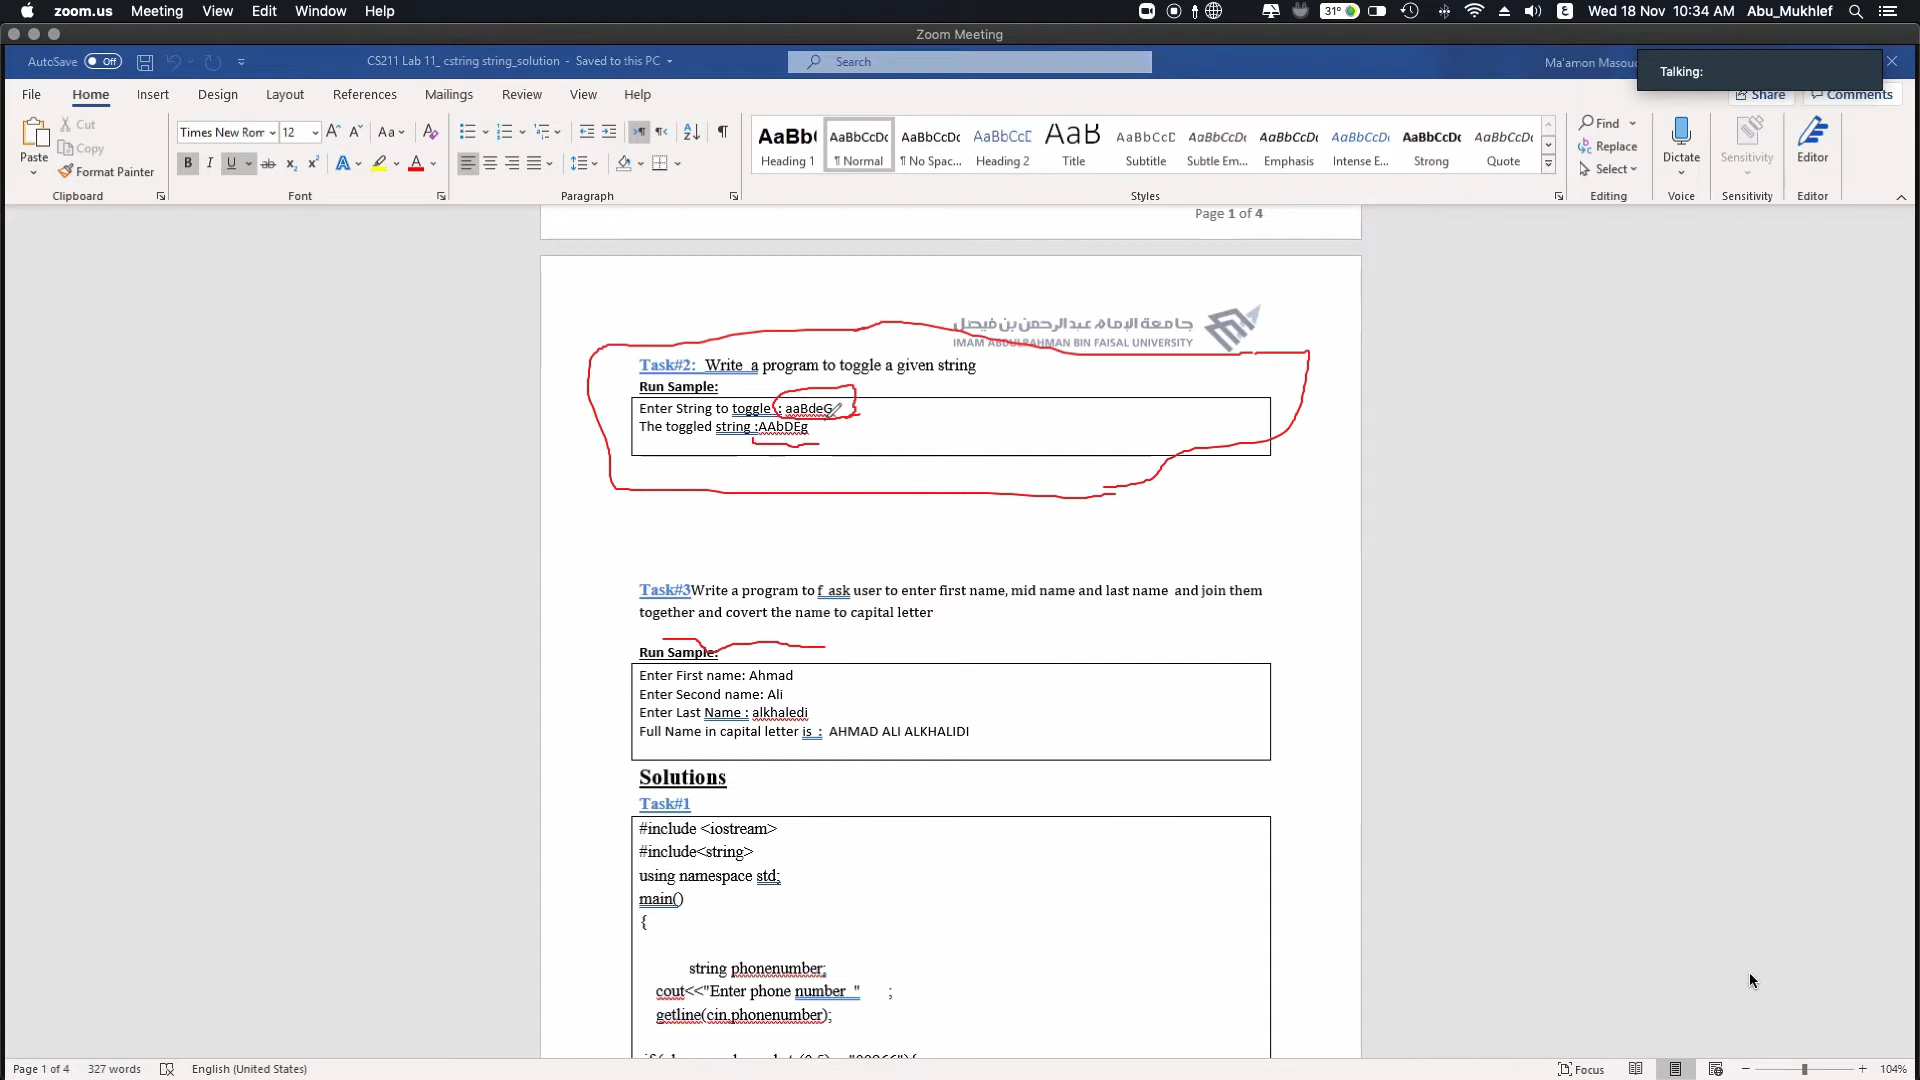 zoom.us Meeting View Edit Window Help
31° Wed 18 Nov 10:34 AM Abu_Mukhlef
Zoom Meeting
AutoSave Off CS211 Lab 11_ cstring string_solution - Saved to this PC Search Ma'amon Masoud
Talking:
File Home Insert Design Layout References Mailings Review View Help Share Comments
Paste Cut Copy Format Painter
Times New Rom 12
AaBb( Heading 1
AaBbCcDc ¶ Normal
AaBbCcDc ¶ No Spac...
AaBbCcD Heading 2
AaB Title
AaBbCcD Subtitle
AaBbCcDc Subtle Em...
AaBbCcDc Emphasis
AaBbCcDc Intense E...
AaBbCcDc Strong
AaBbCcDc Quote
Find Replace Select
Dictate Sensitivity Editor
Clipboard Font Paragraph Styles Editing Voice Sensitivity Editor
Page 1 of 4
جامعة الإمام عبدالرحمن بن فيصل
IMAM ABDULRAHMAN BIN FAISAL UNIVERSITY
Task#2: Write a program to toggle a given string
Run Sample:
Enter String to toggle : aaBdeG
The toggled string :AAbDEg
Task#3Write a program to f ask user to enter first name, mid name and last name and join them
together and covert the name to capital letter
Run Sample:
Enter First name: Ahmad
Enter Second name: Ali
Enter Last Name : alkhaledi
Full Name in capital letter is : AHMAD ALI ALKHALIDI
Solutions
Task#1
#include <iostream>
#include<string>
using namespace std;
main()
{
string phonenumber;
cout<<"Enter phone number " ;
getline(cin,phonenumber);
Page 1 of 4 327 words English (United States) Focus 104%